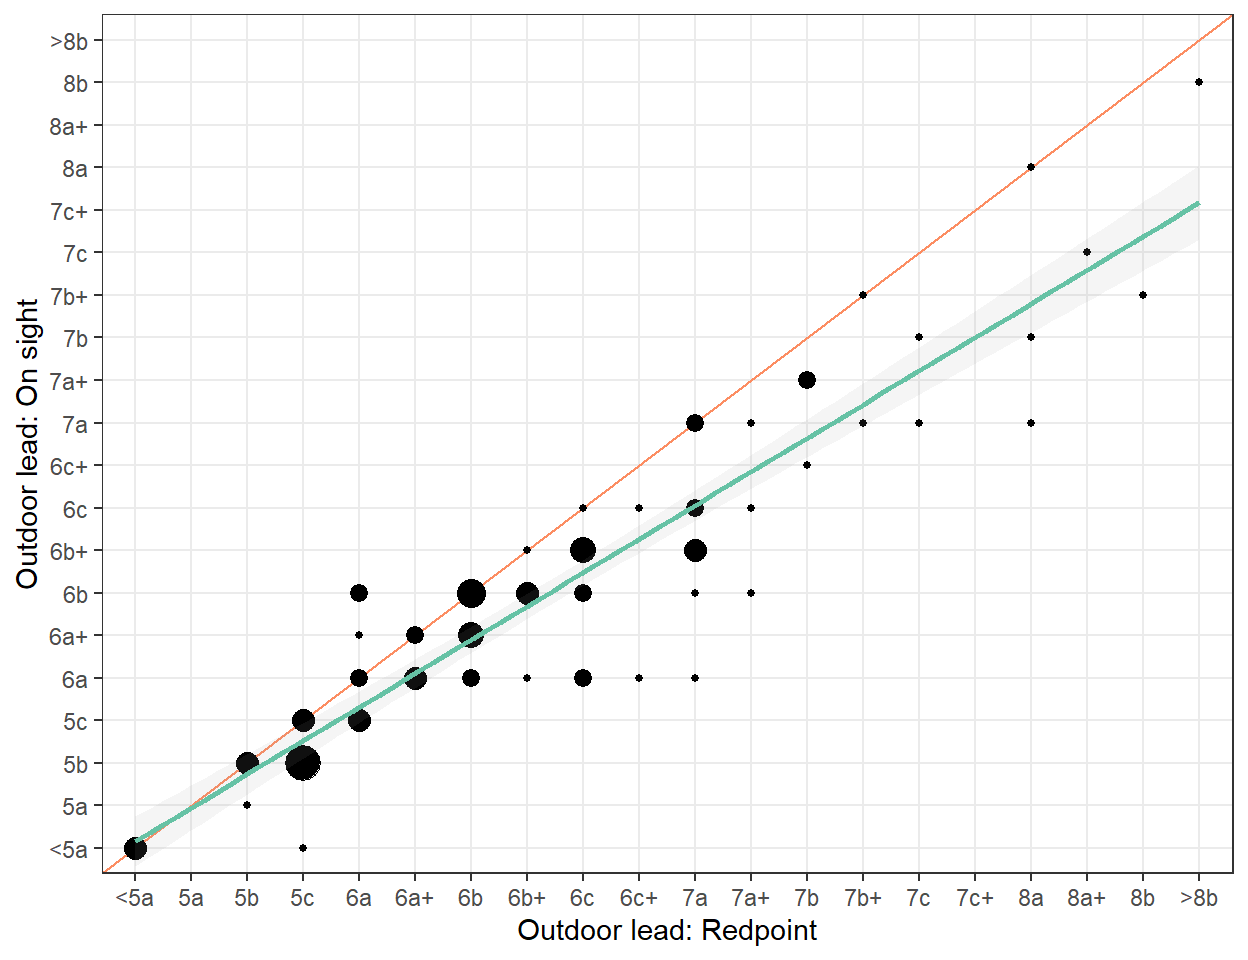 Outdoor lead: On sight
>8b
8b
8a+
8a
7c+
7c
7b+
7b
7a+
7a
6c+
6c
6b+
6b
6a+
6a
5c
5b
5a
<5a
<5a 5a 5b 5c 6a 6a+ 6b 6b+ 6c 6c+ 7a 7a+ 7b 7b+ 7c 7c+ 8a 8a+ 8b >8b
Outdoor lead: Redpoint